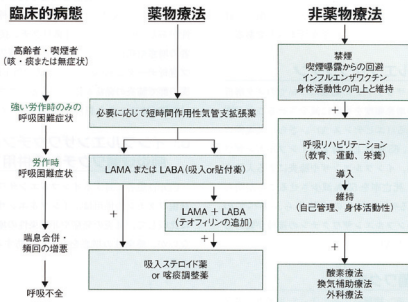 臨床的病態
高齢者・喫煙者
(咳・痰または無症状)
強い労作時のみの
呼吸困難症状
労作時
呼吸困難症状
喘息合併・
頻回の増悪
呼吸不全
薬物療法
必要に応じて短時間作用性気管支拡張薬
LAMA または LABA(吸入or貼付薬)
+
LAMA + LABA
(テオフィリンの追加)
+
+
吸入ステロイド薬
or 喀痰調整薬
非薬物療法
禁煙
喫煙曝露からの回避
インフルエンザワクチン
身体活動性の向上と維持
+
呼吸リハビリテーション
(教育、運動、栄養)
導入
維持
(自己管理、身体活動性)
+
酸素療法
換気補助療法
外科療法